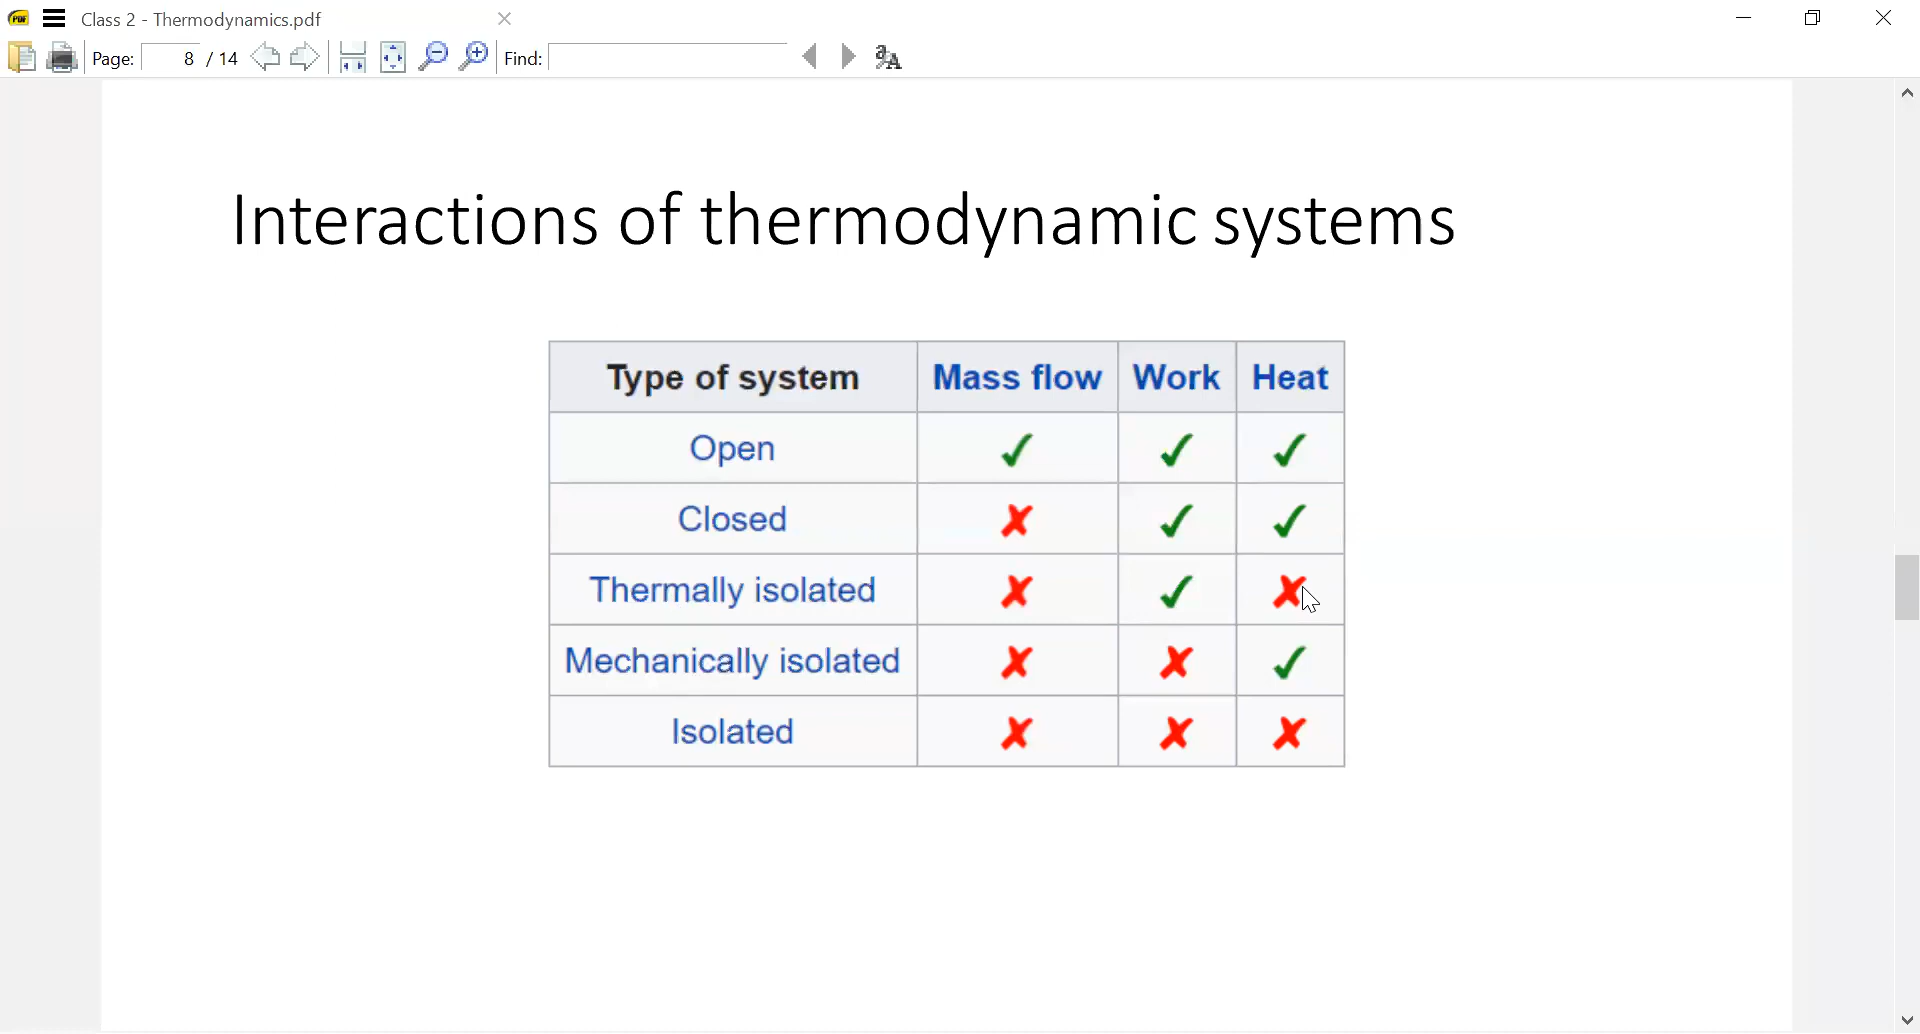 Class 2 - Thermodynamics.pdf
Page: 8 / 14 Find:
Interactions of thermodynamic systems
Type of system Mass flow Work Heat
Open ✓ ✓ ✓
Closed ✘ ✓ ✓
Thermally isolated ✘ ✓ ✘
Mechanically isolated ✘ ✘ ✓
Isolated ✘ ✘ ✘